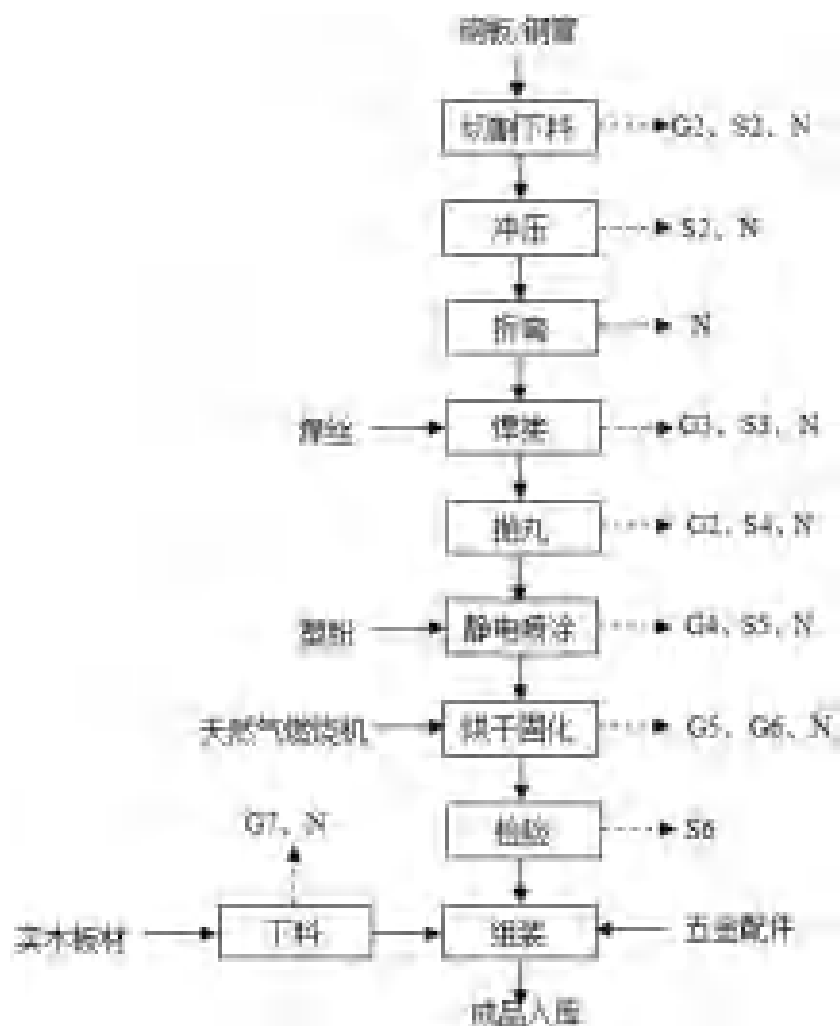 钢板、钢管
切割下料
G2、S2、N
冲压
S2、N
折弯
N
焊丝
焊接
G3、S3、N
抛丸
G2、S4、N
塑粉
静电喷涂
G4、S5、N
天然气燃烧机
烘干固化
G5、G6、N
G7、N
检验
S6
实木板材
下料
组装
五金配件
成品入库